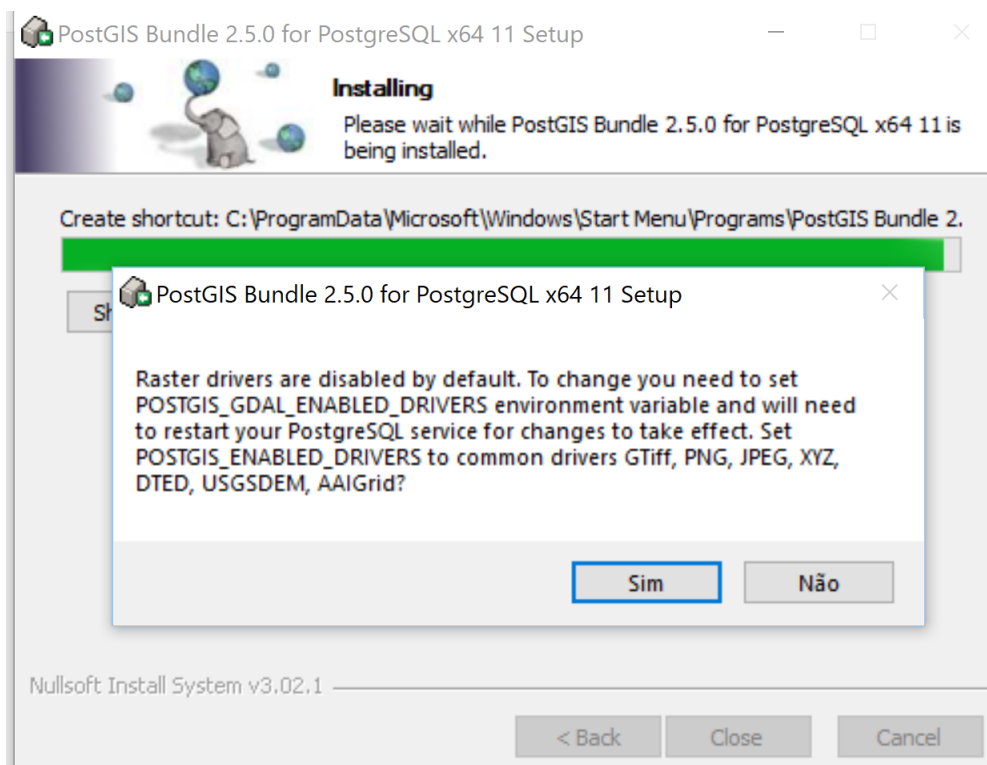 PostGIS Bundle 2.5.0 for PostgreSQL x64 11 Setup
Installing
Please wait while PostGIS Bundle 2.5.0 for PostgreSQL x64 11 is
being installed.
Create shortcut: C:\ProgramData\Microsoft\Windows\Start Menu\Programs\PostGIS Bundle 2.
PostGIS Bundle 2.5.0 for PostgreSQL x64 11 Setup
Raster drivers are disabled by default. To change you need to set
POSTGIS_GDAL_ENABLED_DRIVERS environment variable and will need
to restart your PostgreSQL service for changes to take effect. Set
POSTGIS_ENABLED_DRIVERS to common drivers GTiff, PNG, JPEG, XYZ,
DTED, USGSDEM, AAIGrid?
Sim Não
Nullsoft Install System v3.02.1
< Back Close Cancel